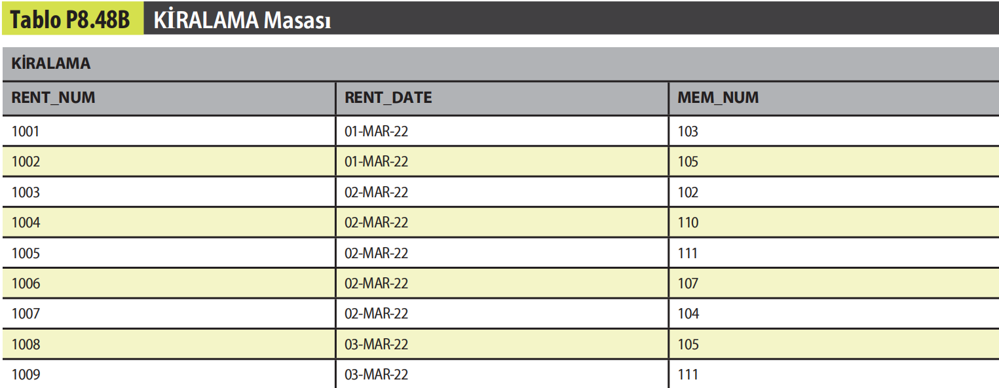 Tablo P8.48B KİRALAMA Masası
KİRALAMA
RENT_NUM RENT_DATE MEM_NUM
1001 01-MAR-22 103
1002 01-MAR-22 105
1003 02-MAR-22 102
1004 02-MAR-22 110
1005 02-MAR-22 111
1006 02-MAR-22 107
1007 02-MAR-22 104
1008 03-MAR-22 105
1009 03-MAR-22 111